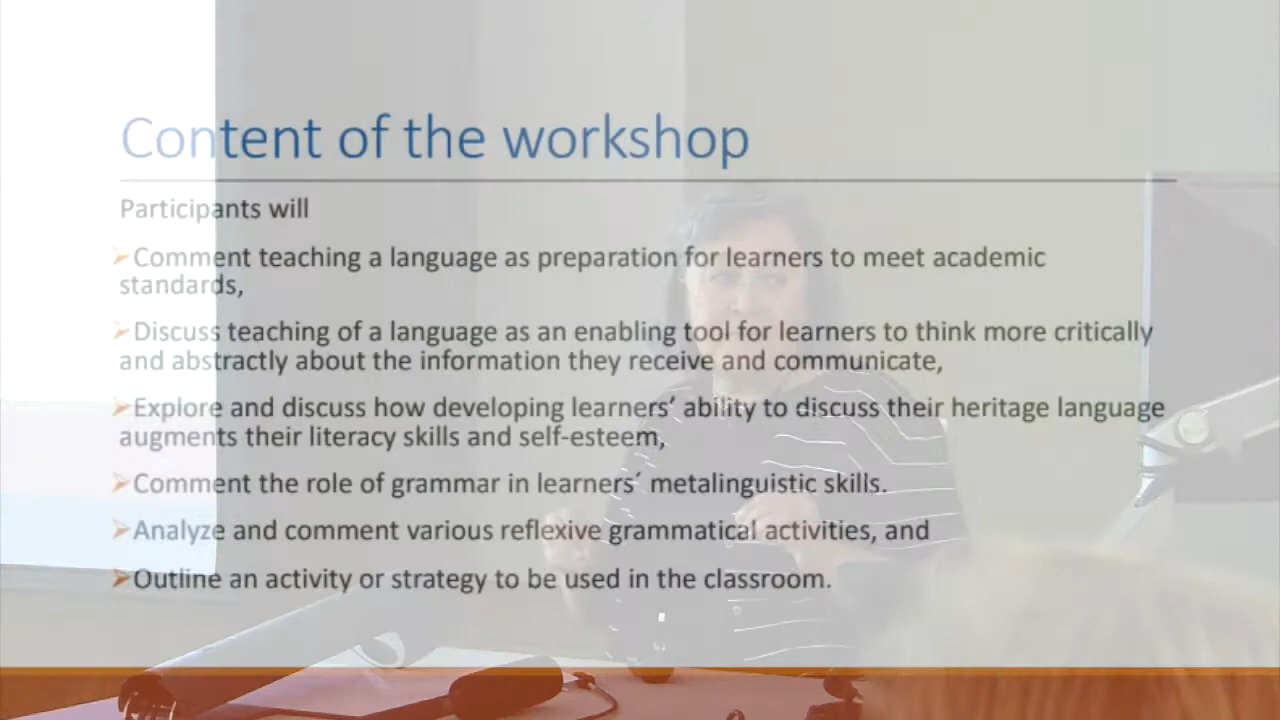 Content of the workshop
Participants will
➢Comment teaching a language as preparation for learners to meet academic
standards,
➢Discuss teaching of a language as an enabling tool for learners to think more critically
and abstractly about the information they receive and communicate,
➢Explore and discuss how developing learners’ ability to discuss their heritage language
augments their literacy skills and self-esteem,
➢Comment the role of grammar in learners´ metalinguistic skills.
➢Analyze and comment various reflexive grammatical activities, and
➢Outline an activity or strategy to be used in the classroom.